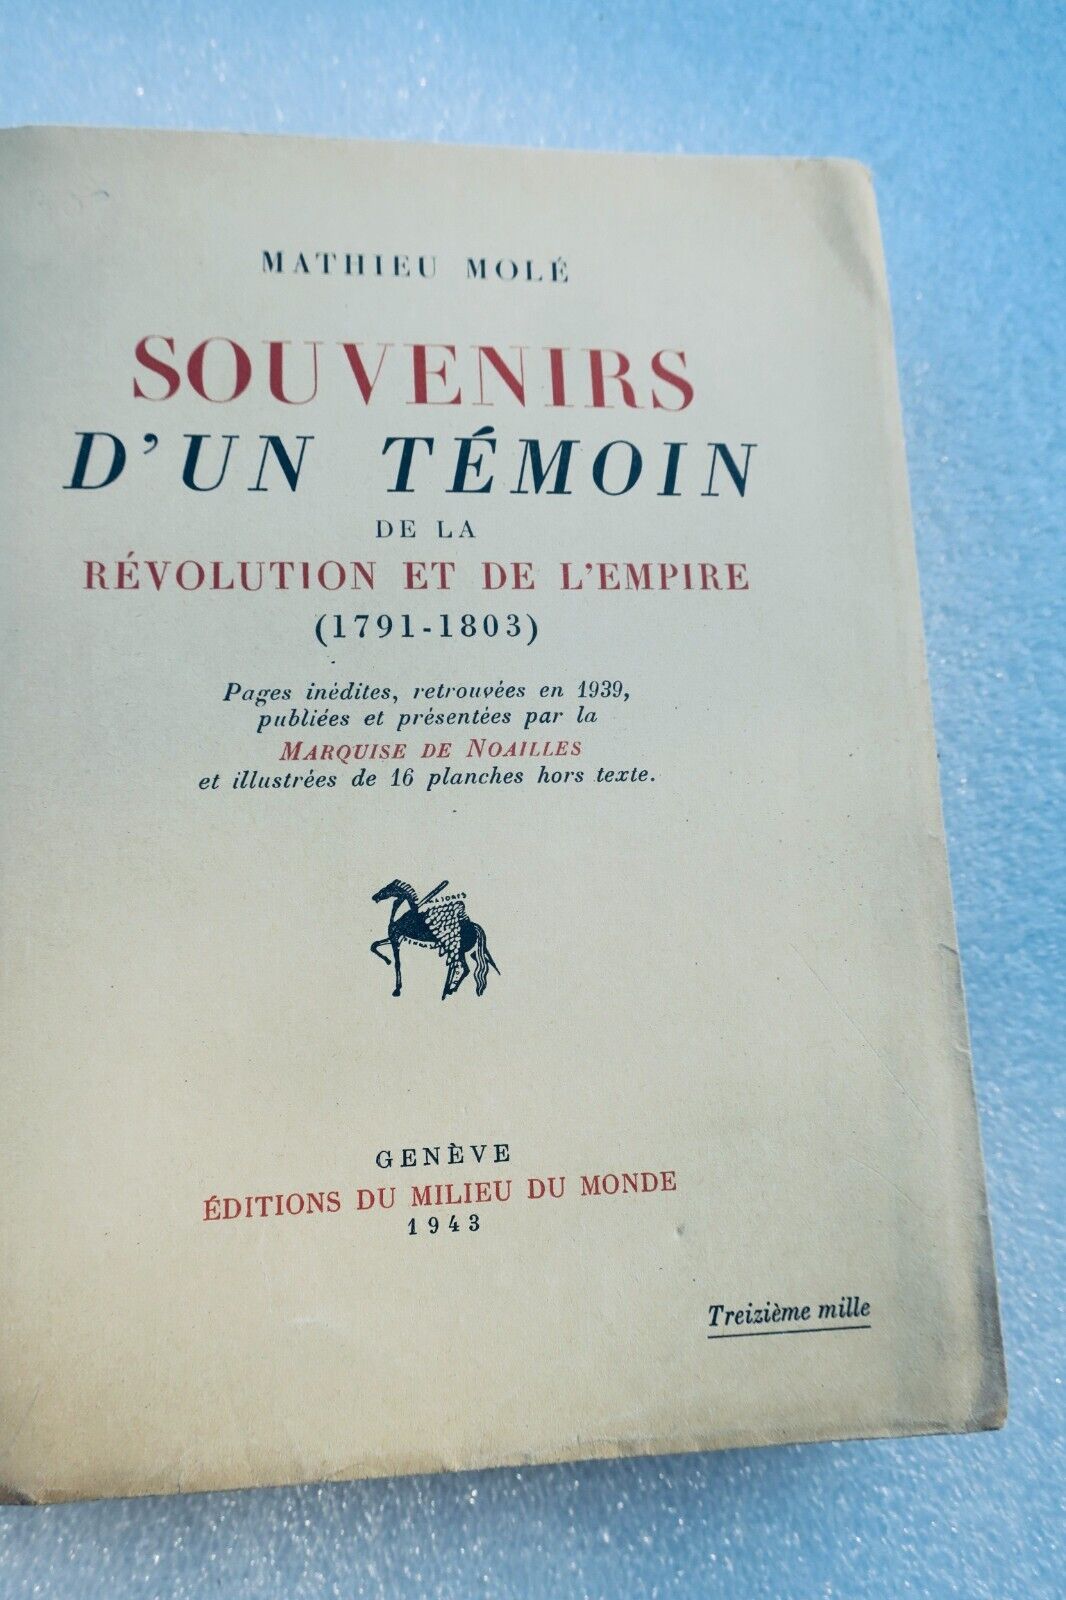 MATHIEU MOLÉ
SOUVENIRS
D'UN TÉMOIN
DE LA
RÉVOLUTION ET DE L'EMPIRE
(1791-1803)
Pages inédites, retrouvées en 1939,
publiées et présentées par la
MARQUISE DE NOAILLES
et illustrées de 16 planches hors texte.
GENÈVE
ÉDITIONS DU MILIEU DU MONDE
1943
Treizième mille